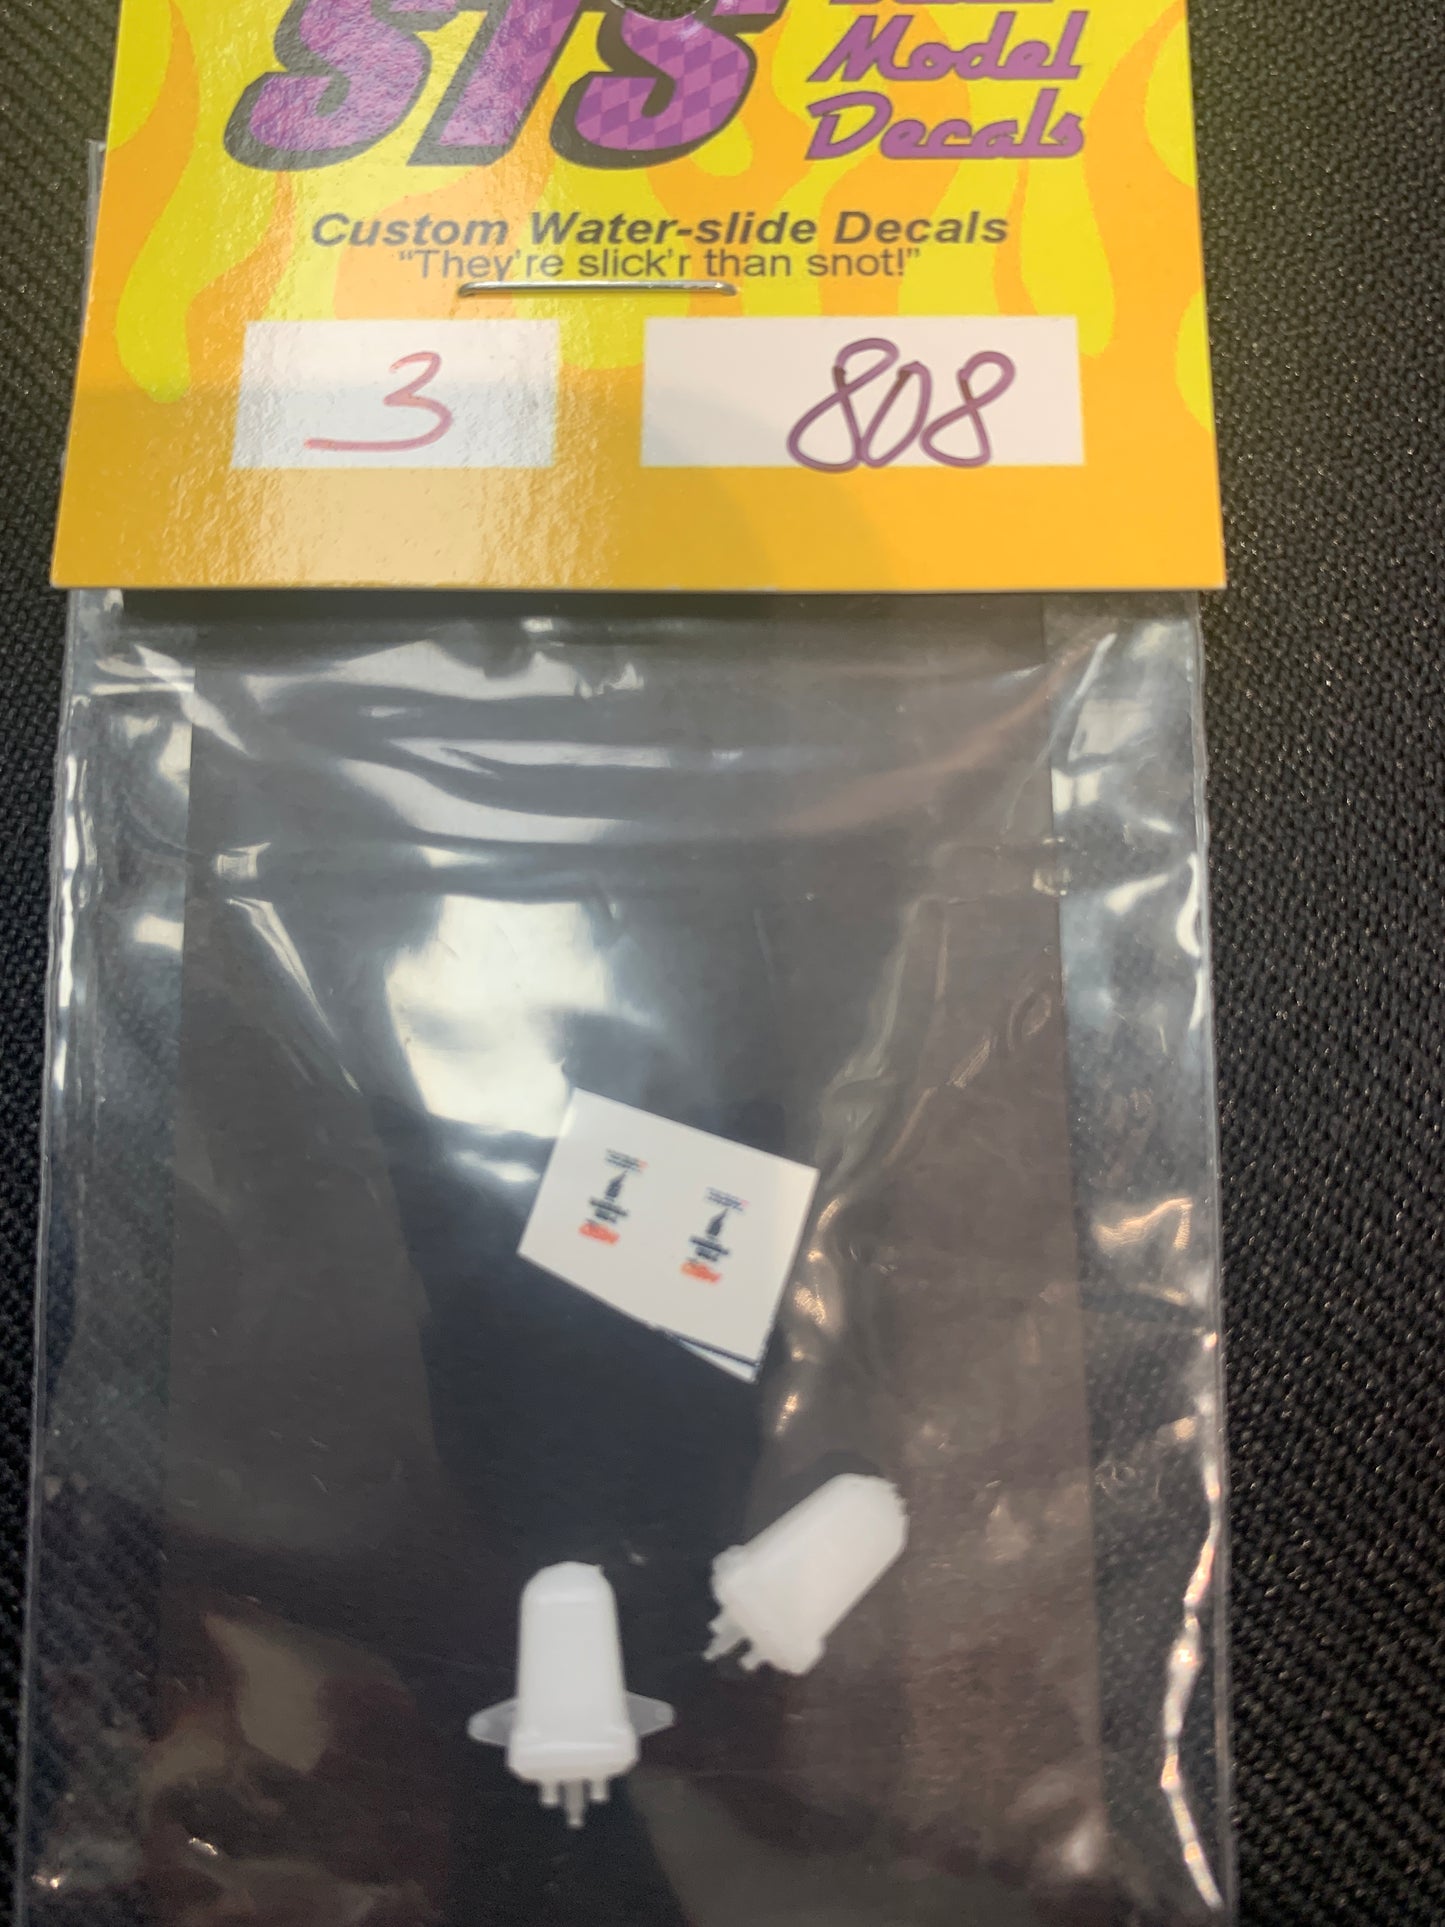 STS
Model
Decals
Custom Water-slide Decals
"They're slick'r than snot!"
3
808